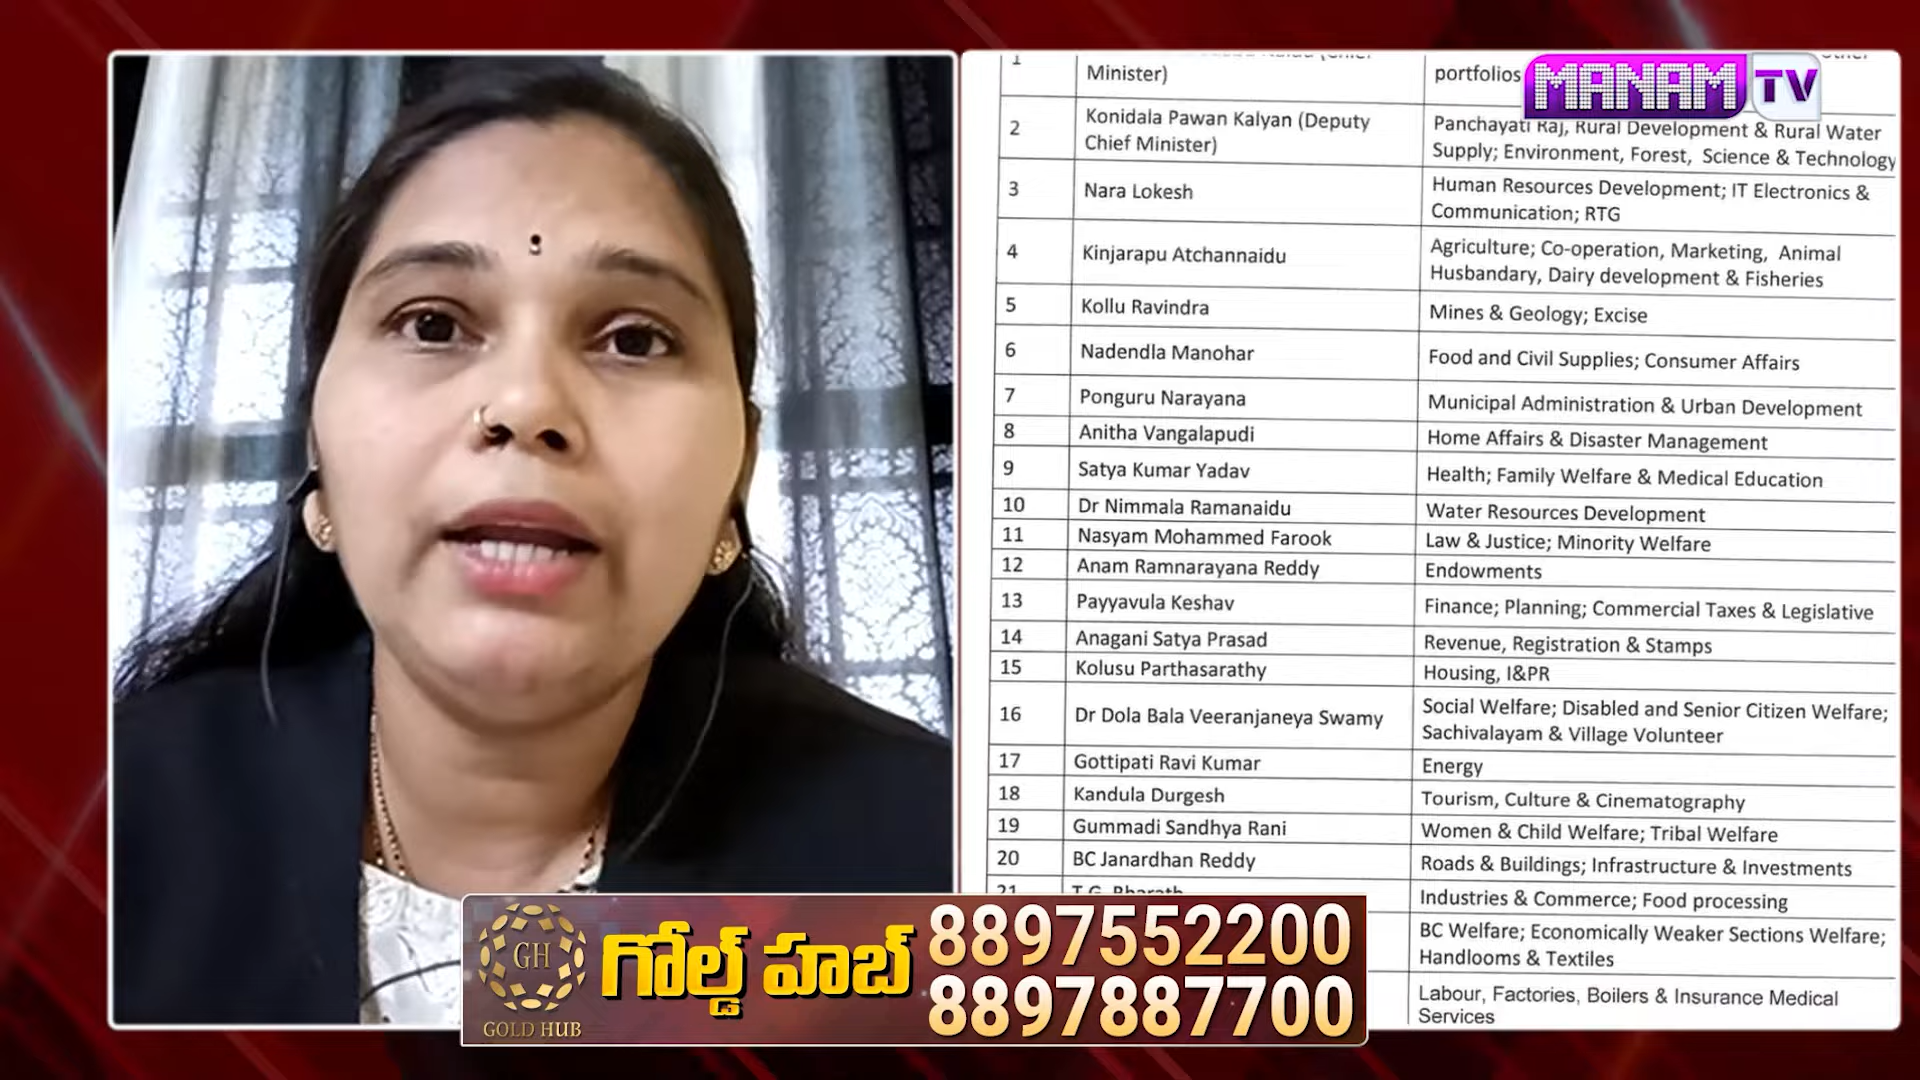 MANAM TV
1
Minister)
portfolios
2
Konidala Pawan Kalyan (Deputy
Chief Minister)
Panchayati Raj, Rural Development & Rural Water
Supply; Environment, Forest, Science & Technology
3
Nara Lokesh
Human Resources Development; IT Electronics &
Communication; RTG
4
Kinjarapu Atchannaidu
Agriculture; Co-operation, Marketing, Animal
Husbandary, Dairy development & Fisheries
5
Kollu Ravindra
Mines & Geology; Excise
6
Nadendla Manohar
Food and Civil Supplies; Consumer Affairs
7
Ponguru Narayana
Municipal Administration & Urban Development
8
Anitha Vangalapudi
Home Affairs & Disaster Management
9
Satya Kumar Yadav
Health; Family Welfare & Medical Education
10
Dr Nimmala Ramanaidu
Water Resources Development
11
Nasyam Mohammed Farook
Law & Justice; Minority Welfare
12
Anam Ramnarayana Reddy
Endowments
13
Payyavula Keshav
Finance; Planning; Commercial Taxes & Legislative
14
Anagani Satya Prasad
Revenue, Registration & Stamps
15
Kolusu Parthasarathy
Housing, I&PR
16
Dr Dola Bala Veeranjaneya Swamy
Social Welfare; Disabled and Senior Citizen Welfare;
Sachivalayam & Village Volunteer
17
Gottipati Ravi Kumar
Energy
18
Kandula Durgesh
Tourism, Culture & Cinematography
19
Gummadi Sandhya Rani
Women & Child Welfare; Tribal Welfare
20
BC Janardhan Reddy
Roads & Buildings; Infrastructure & Investments
21
T.G. Bharath
Industries & Commerce; Food processing
BC Welfare; Economically Weaker Sections Welfare;
Handlooms & Textiles
Labour, Factories, Boilers & Insurance Medical
Services
GH
GOLD HUB
గోల్డ్ హబ్
8897552200
8897887700